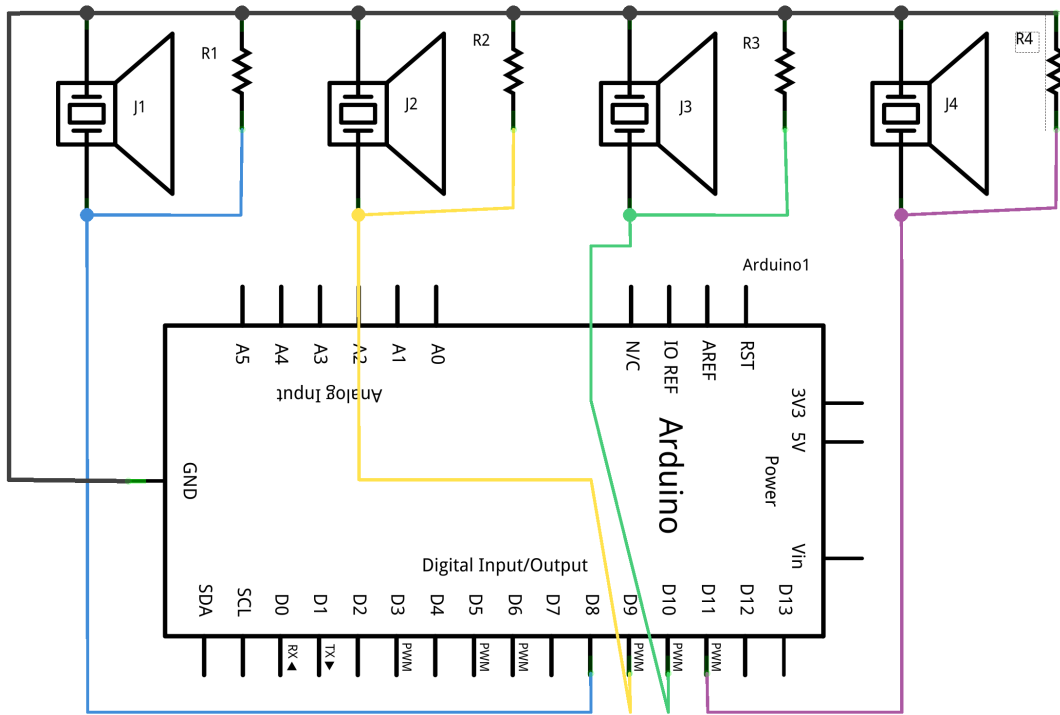 R1
R2
R3
R4
J1
J2
J3
J4
Arduino1
A5
A4
A3
A2
A1
A0
N/C
IO REF
AREF
RST
Analog Input
3V3
5V
Power
Vin
Arduino
GND
Digital Input/Output
SDA
SCL
D0
D1
D2
D3
D4
D5
D6
D7
D8
D9
D10
D11
D12
D13
RX
TX
PWM
PWM
PWM
PWM
PWM
PWM